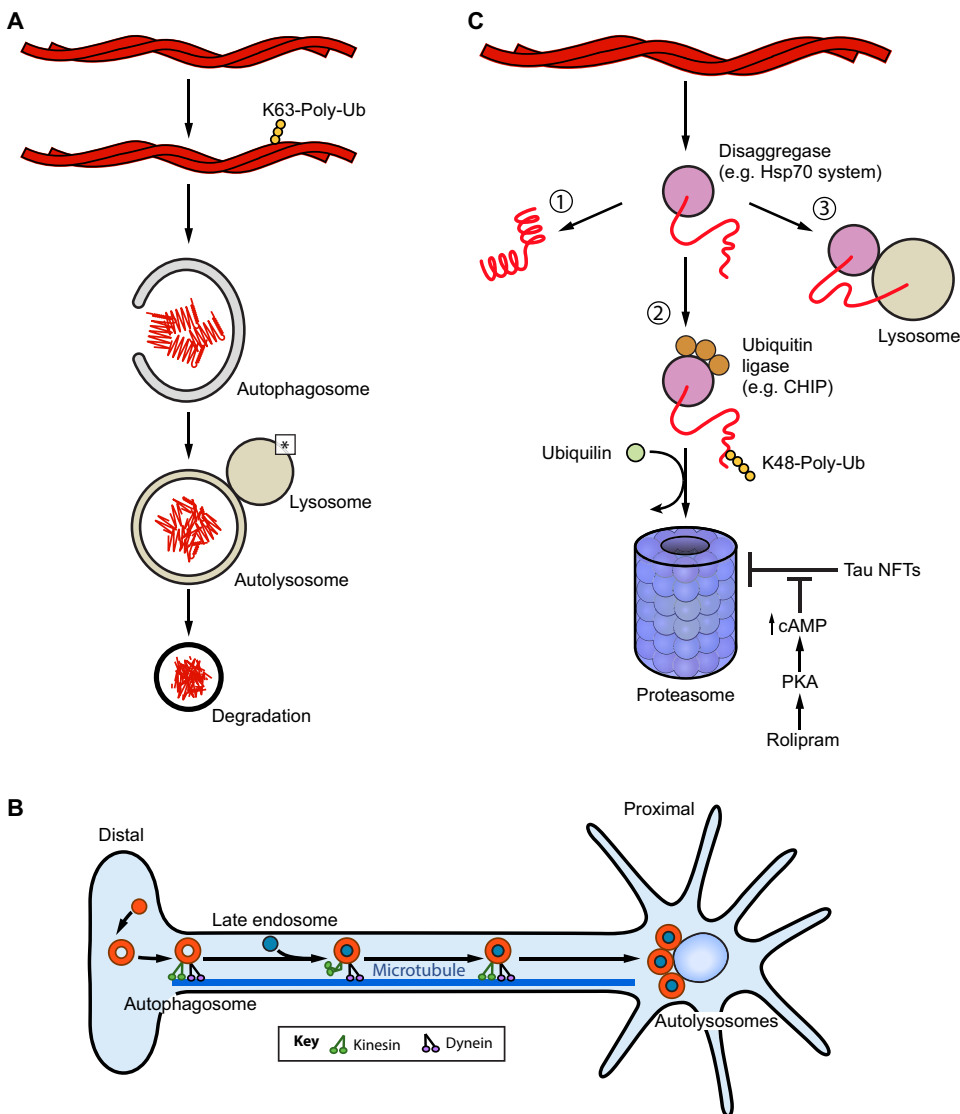 A
K63-Poly-Ub
Autophagosome
*
Lysosome
Autolysosome
Degradation
C
Disaggregase
(e.g. Hsp70 system)
1
3
Lysosome
2
Ubiquitin
ligase
(e.g. CHIP)
Ubiquilin
K48-Poly-Ub
Tau NFTs
cAMP
PKA
Proteasome
Rolipram
B
Proximal
Distal
Late endosome
Microtubule
Autophagosome
Autolysosomes
Key Kinesin Dynein